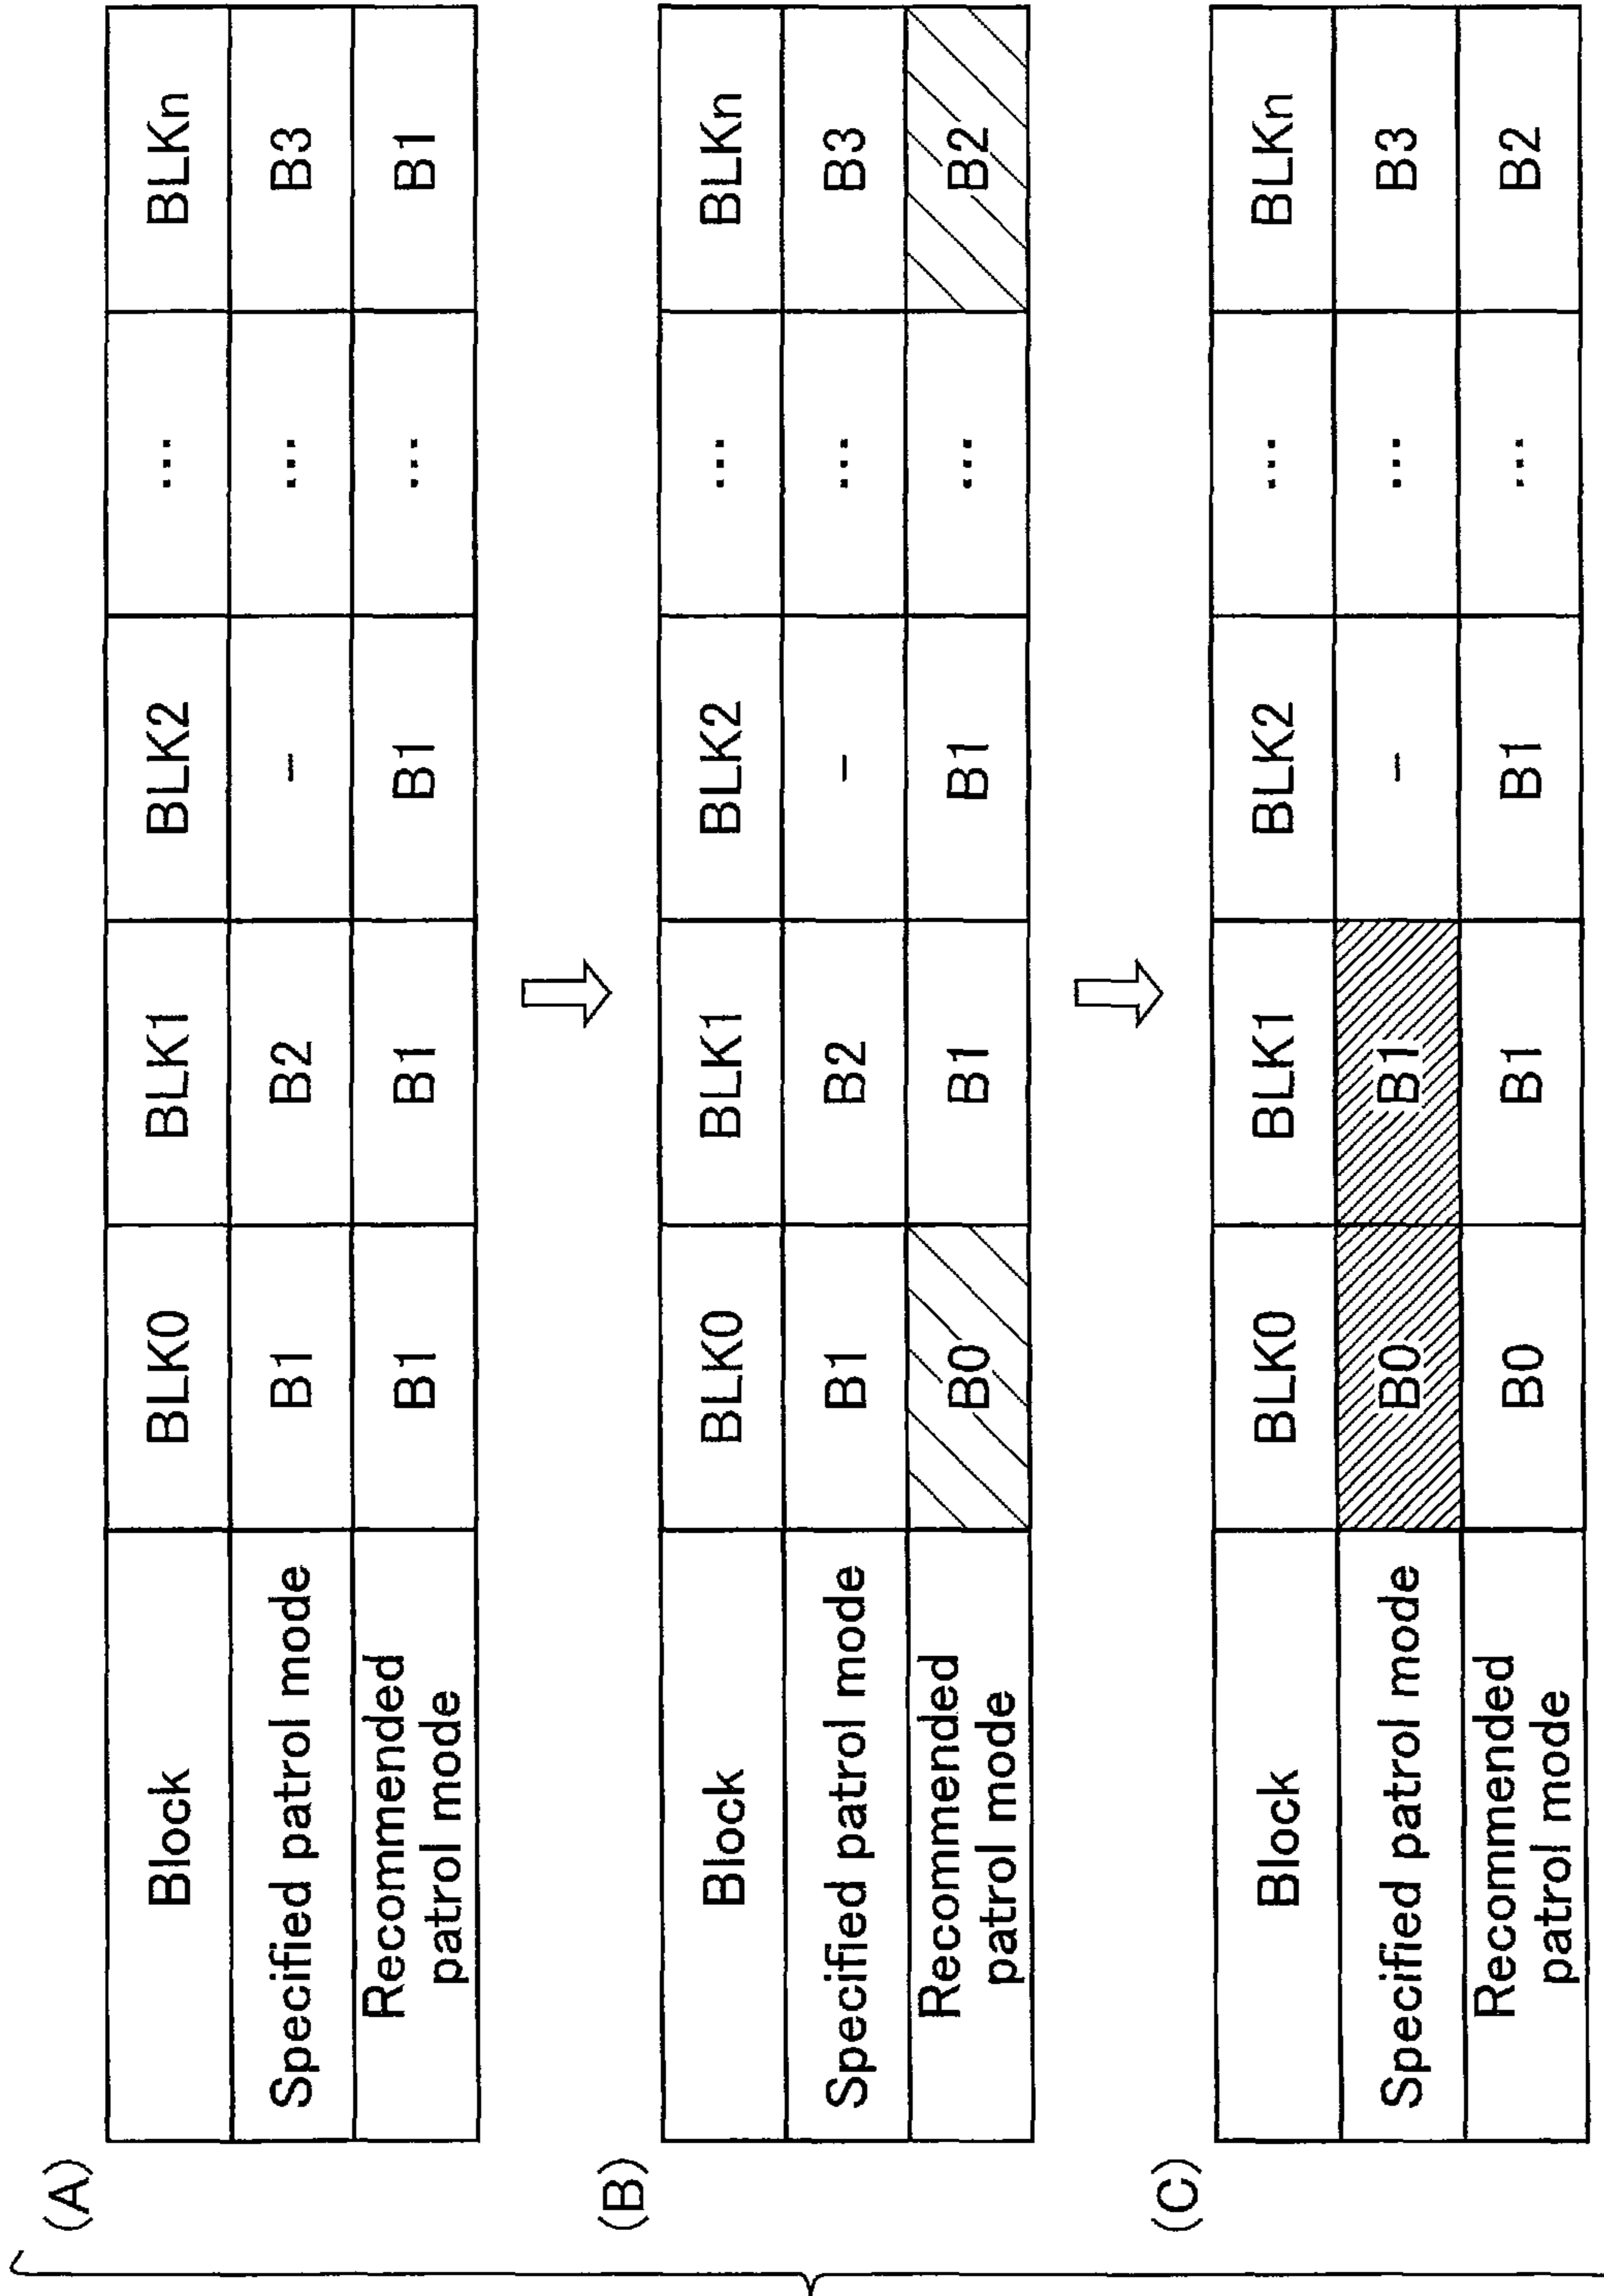 (A)
Block BLK0 BLK1 BLK2 ... BLKn
Specified patrol mode B1 B2 – ... B3
Recommended
patrol mode B1 B1 B1 ... B1
(B)
Block BLK0 BLK1 BLK2 ... BLKn
Specified patrol mode B1 B2 – ... B3
Recommended
patrol mode B0 B1 B1 ... B2
(C)
Block BLK0 BLK1 BLK2 ... BLKn
Specified patrol mode B0 B1 – ... B3
Recommended
patrol mode B0 B1 B1 ... B2